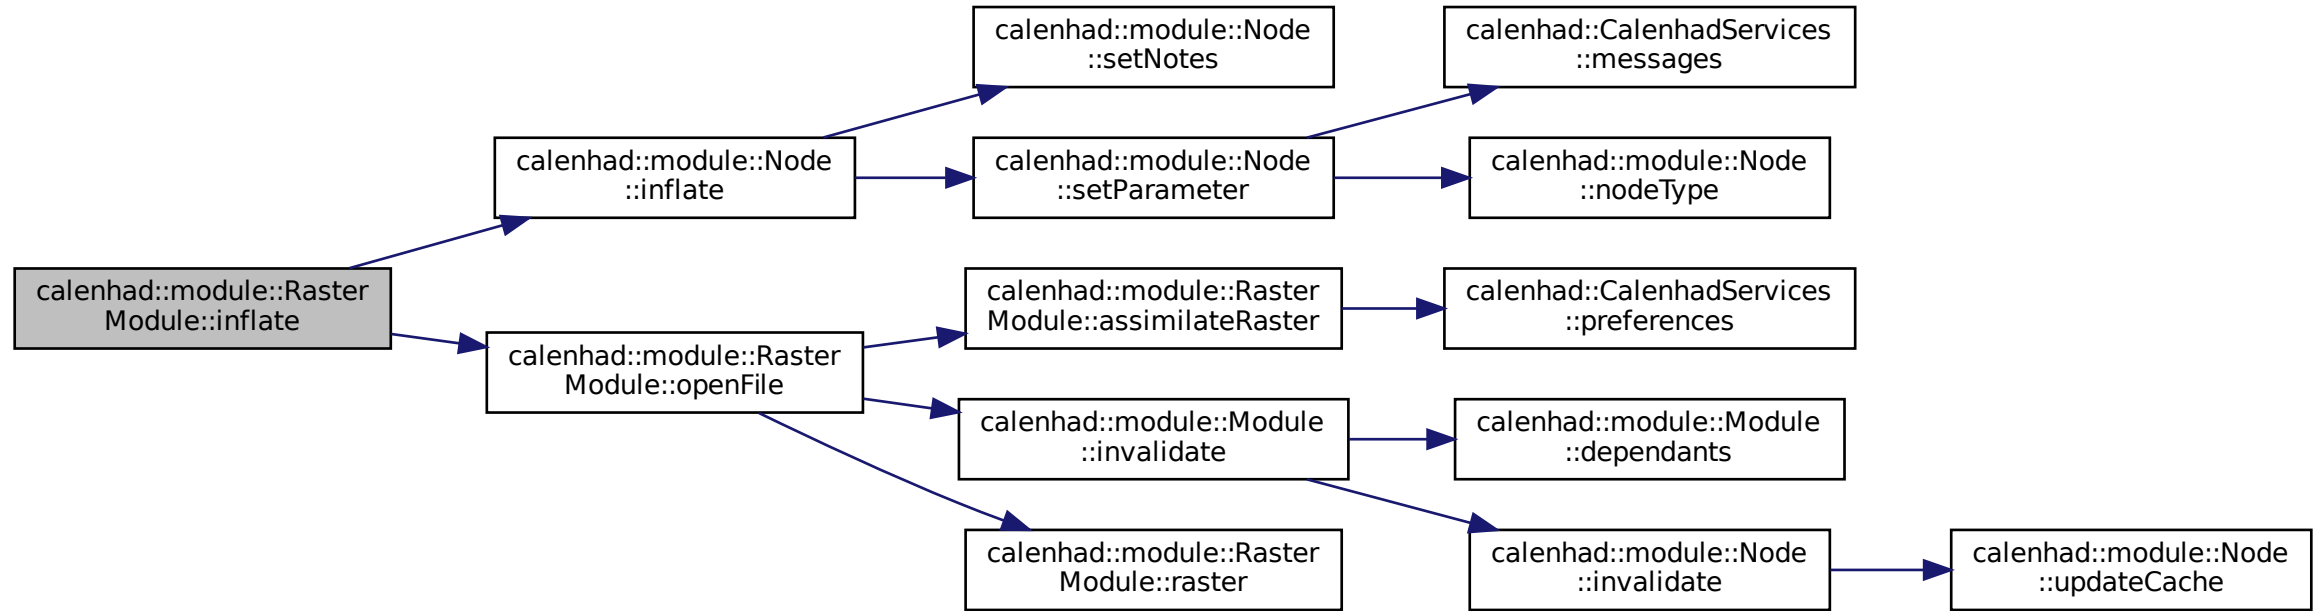 calenhad::module::Raster
Module::inflate
calenhad::module::Node
::inflate
calenhad::module::Node
::setNotes
calenhad::module::Node
::setParameter
calenhad::CalenhadServices
::messages
calenhad::module::Node
::nodeType
calenhad::module::Raster
Module::openFile
calenhad::module::Raster
Module::assimilateRaster
calenhad::CalenhadServices
::preferences
calenhad::module::Module
::invalidate
calenhad::module::Module
::dependants
calenhad::module::Node
::invalidate
calenhad::module::Node
::updateCache
calenhad::module::Raster
Module::raster